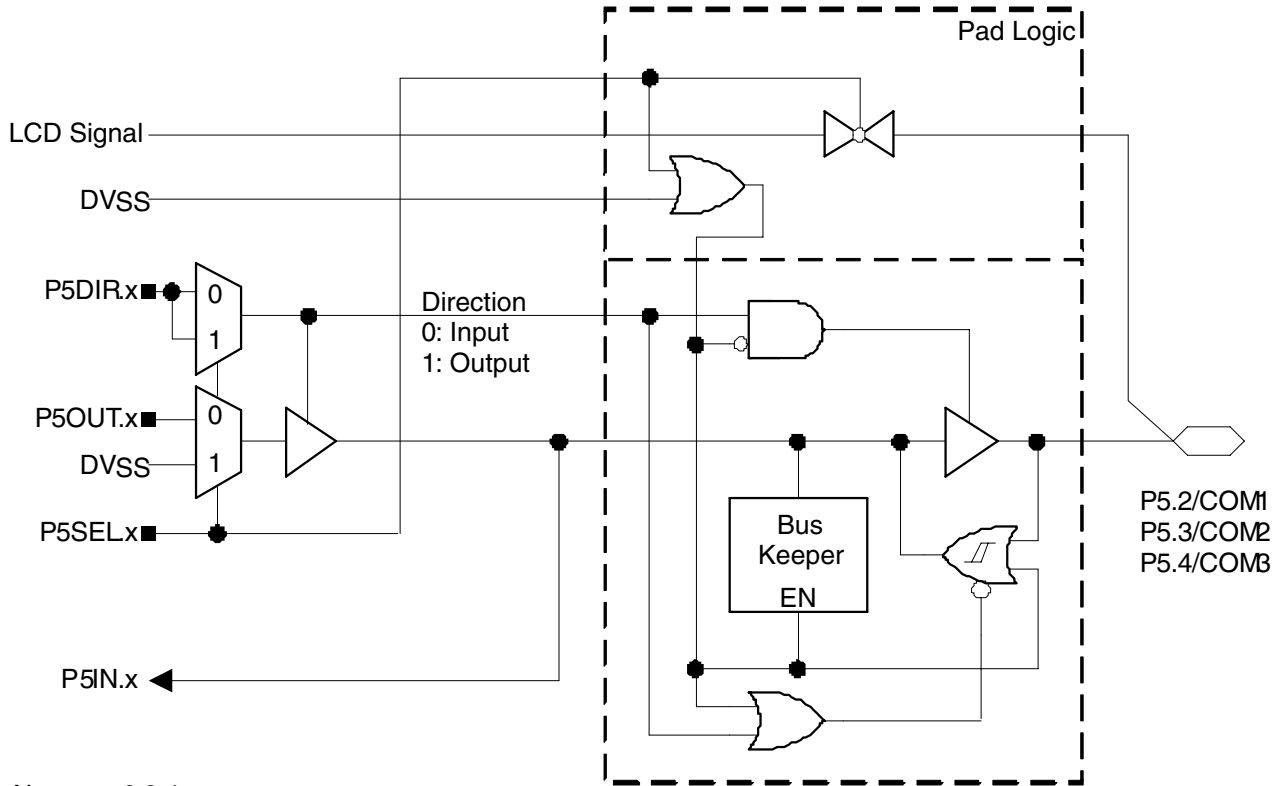 Pad Logic
LCD Signal
DVSS
P5DIR.x
0
1
Direction
0: Input
1: Output
P5OUT.x
0
DVSS
1
P5SEL.x
Bus
Keeper
EN
P5.2/COM1
P5.3/COM2
P5.4/COM3
P5IN.x